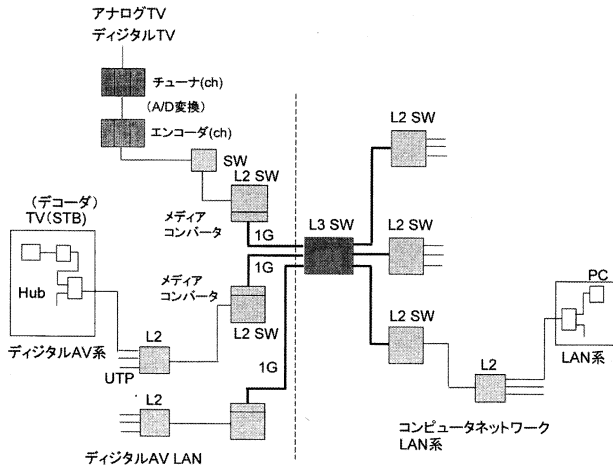 アナログTV
ディジタルTV
チューナ(ch)
(A/D変換)
エンコーダ(ch)
SW
L2 SW
メディア
コンバータ
1G
L3 SW
L2 SW
L2 SW
L2 SW
(デコーダ)
TV(STB)
Hub
ディジタルAV系
メディア
コンバータ
1G
L2 SW
L2
UTP
1G
L2
ディジタルAV LAN
PC
LAN系
L2
コンピュータネットワーク
LAN系